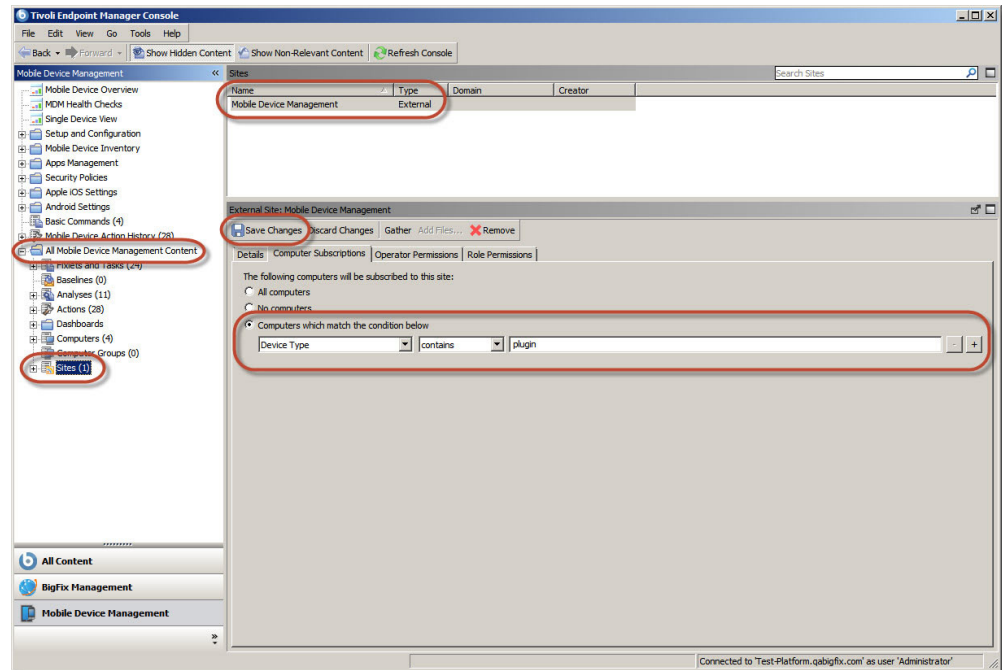 Tivoli Endpoint Manager Console
File Edit View Go Tools Help
Back Forward Show Hidden Content Show Non-Relevant Content Refresh Console
Mobile Device Management «
Mobile Device Overview
MDM Health Checks
Single Device View
Setup and Configuration
Mobile Device Inventory
Apps Management
Security Policies
Apple iOS Settings
Android Settings
Basic Commands (4)
Mobile Device Action History (28)
All Mobile Device Management Content
Fixlets and Tasks (24)
Baselines (0)
Analyses (11)
Actions (28)
Dashboards
Computers (4)
Computer Groups (0)
Sites (1)
All Content
BigFix Management
Mobile Device Management
»
Sites Search Sites
Name Type Domain Creator
Mobile Device Management External
External Site: Mobile Device Management
Save Changes Discard Changes Gather Add Files... Remove
Details Computer Subscriptions Operator Permissions Role Permissions
The following computers will be subscribed to this site:
All computers
No computers
Computers which match the condition below
Device Type contains plugin - +
Connected to 'Test-Platform.qabigfix.com' as user 'Administrator'